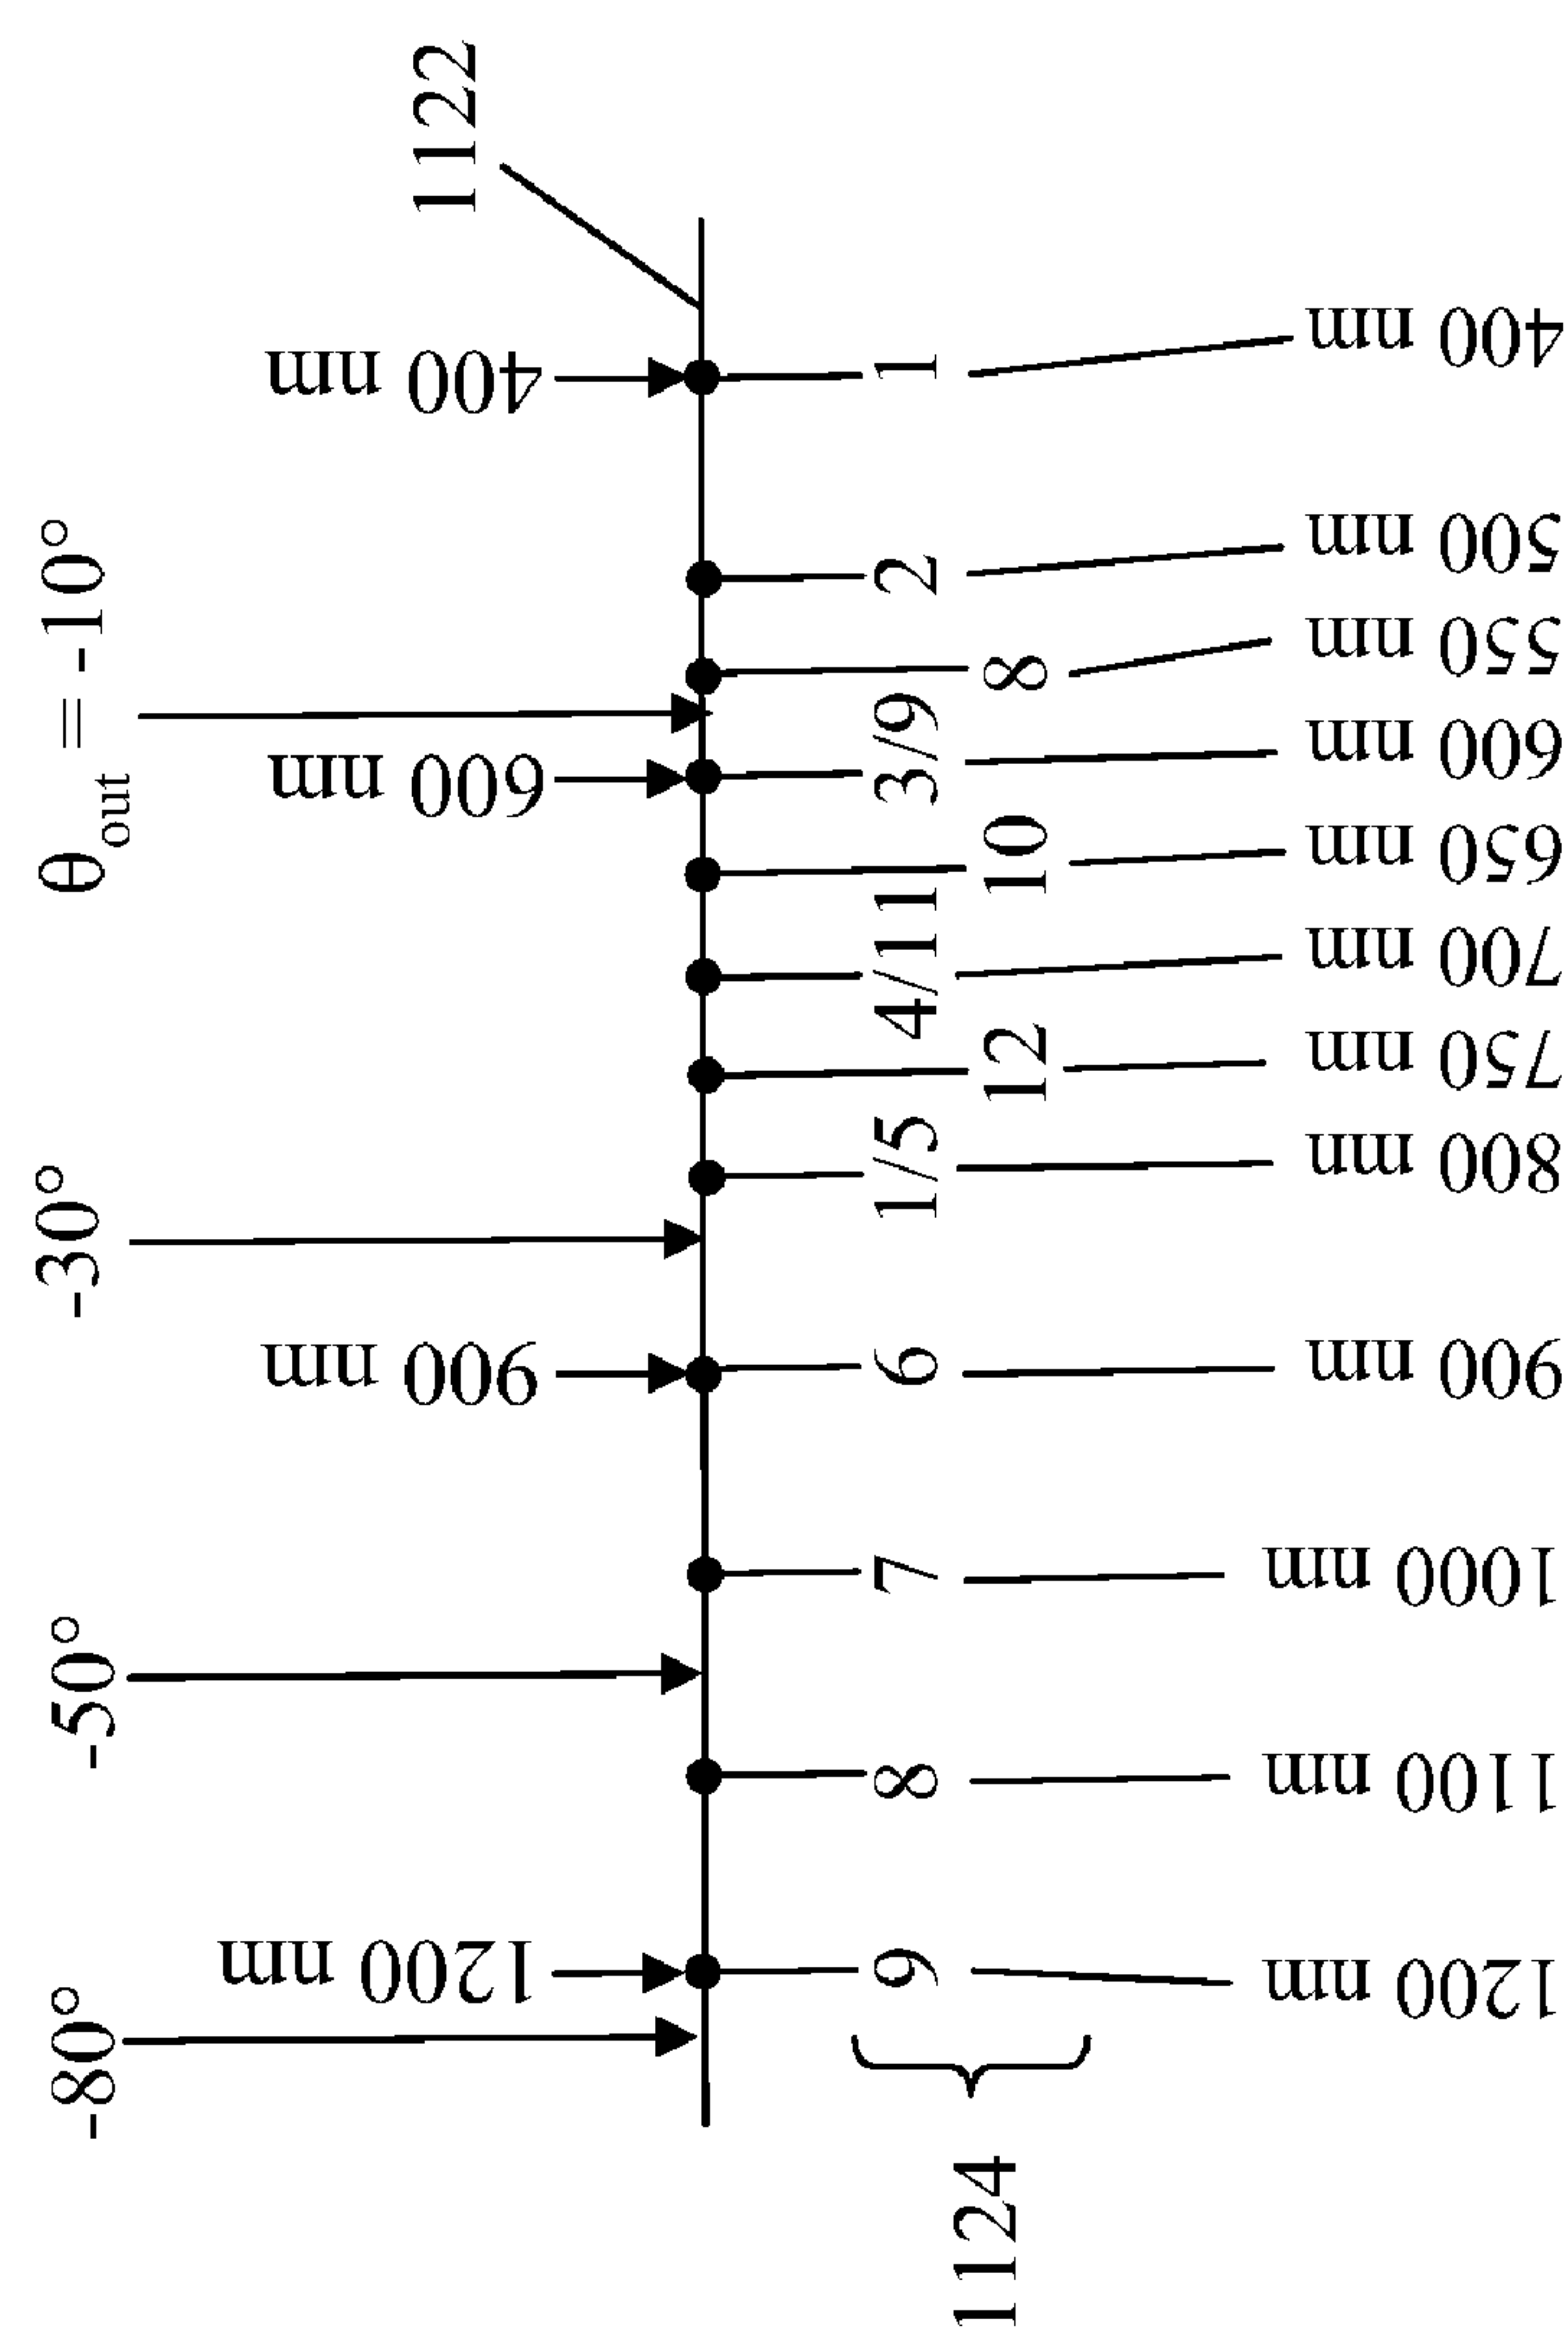 θout = -10°
-30°
-50°
-80°
1122
400 nm
600 nm
900 nm
1200 nm
1
2
3/9
4/11
1/5
6
7
8
9
8
10
12
1124
400 nm
500 nm
550 nm
600 nm
650 nm
700 nm
750 nm
800 nm
900 nm
1000 nm
1100 nm
1200 nm